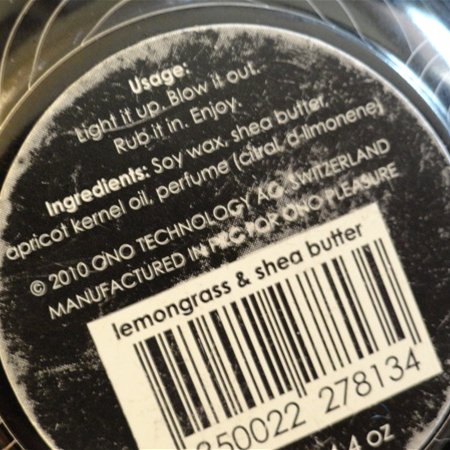 Usage:
Light it up. Blow it out.
Rub it in. Enjoy.
Ingredients: Soy wax, shea butter,
apricot kernel oil, perfume (citral, d-limonene)
© 2010 ONO TECHNOLOGY AG, SWITZERLAND
MANUFACTURED IN PRC FOR ONO PLEASURE
lemongrass & shea butter
350022 278134
4 oz